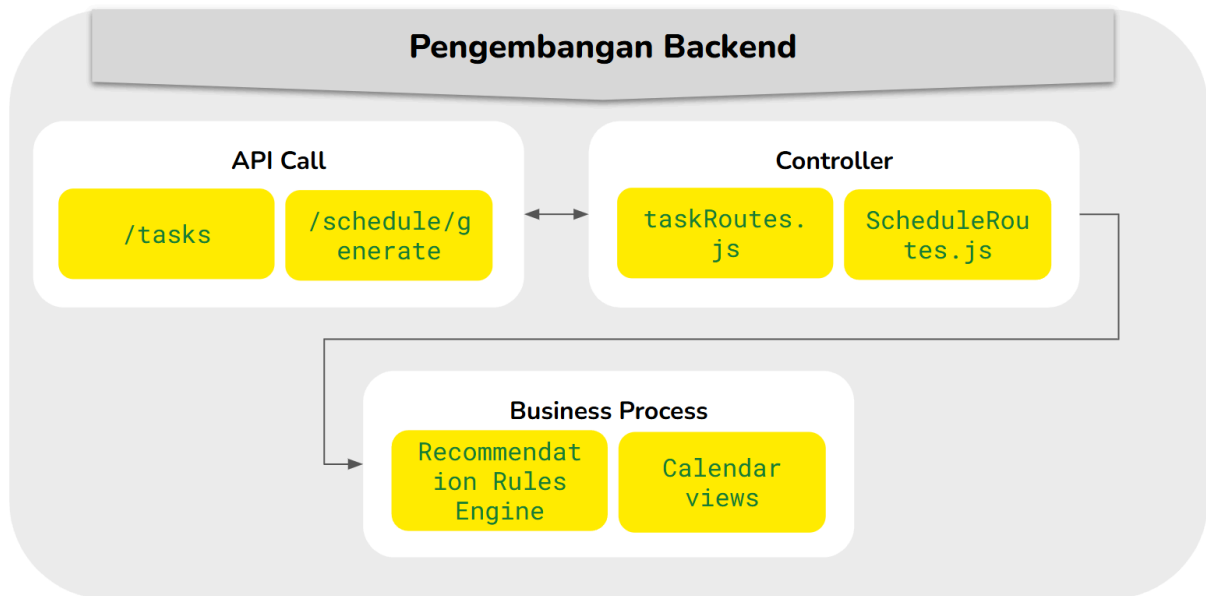 Pengembangan Backend
API Call
/tasks
/schedule/g
enerate
Controller
taskRoutes.
js
ScheduleRou
tes.js
Business Process
Recommendat
ion Rules
Engine
Calendar
views